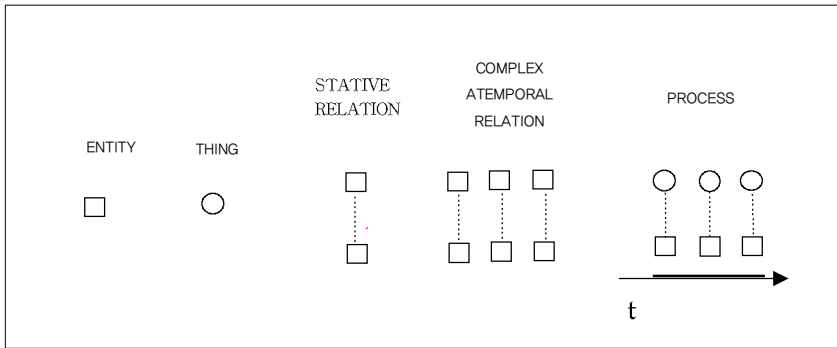 ENTITY
THING
STATIVE
RELATION
COMPLEX
ATEMPORAL
RELATION
PROCESS
t